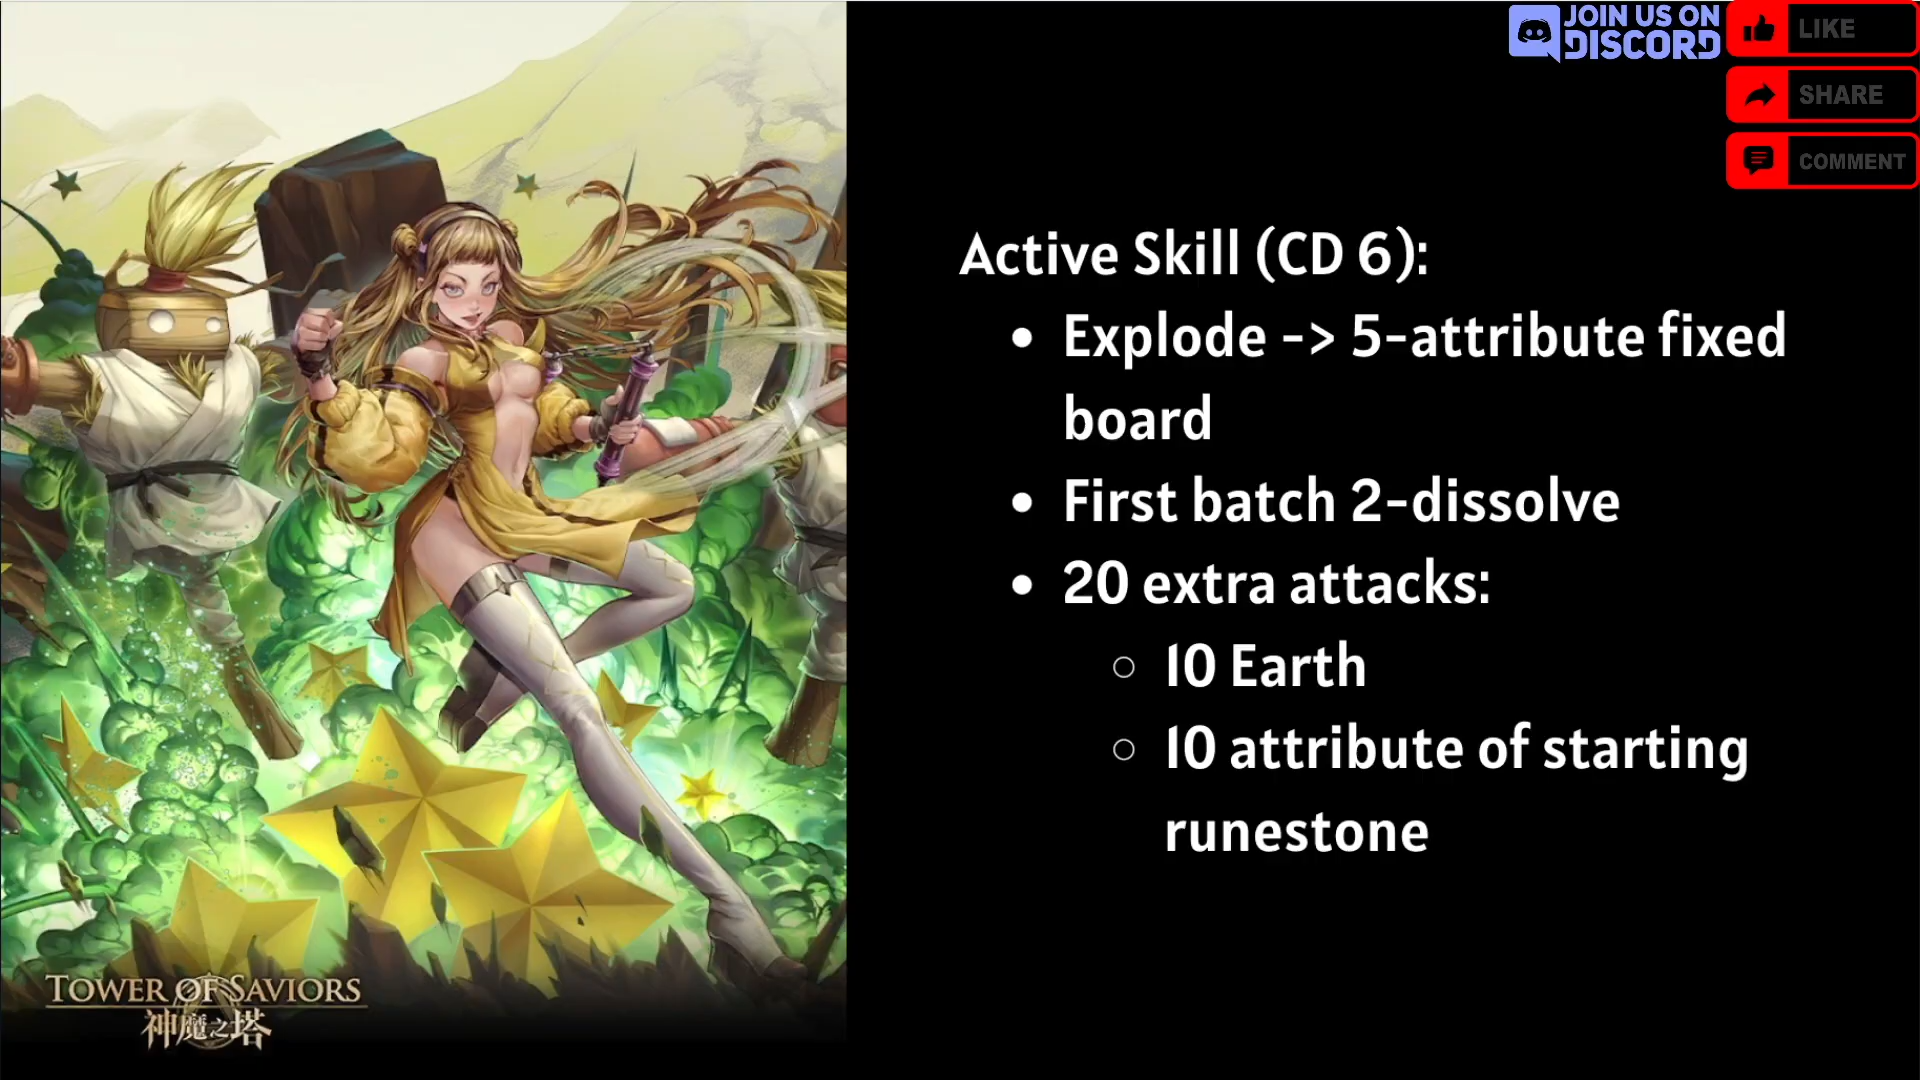 JOIN US ON
DISCORD
LIKE
SHARE
COMMENT
Active Skill (CD 6):
• Explode -> 5-attribute fixed
board
• First batch 2-dissolve
• 20 extra attacks:
○ 10 Earth
○ 10 attribute of starting
runestone
TOWER OF SAVIORS
神魔之塔